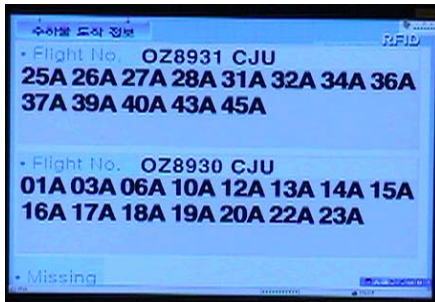 수하물 도착 정보
RFID
• Flight No. OZ8931 CJU
25A 26A 27A 28A 31A 32A 34A 36A
37A 39A 40A 43A 45A
• Flight No. OZ8930 CJU
01A 03A 06A 10A 12A 13A 14A 15A
16A 17A 18A 19A 20A 22A 23A
• Missing